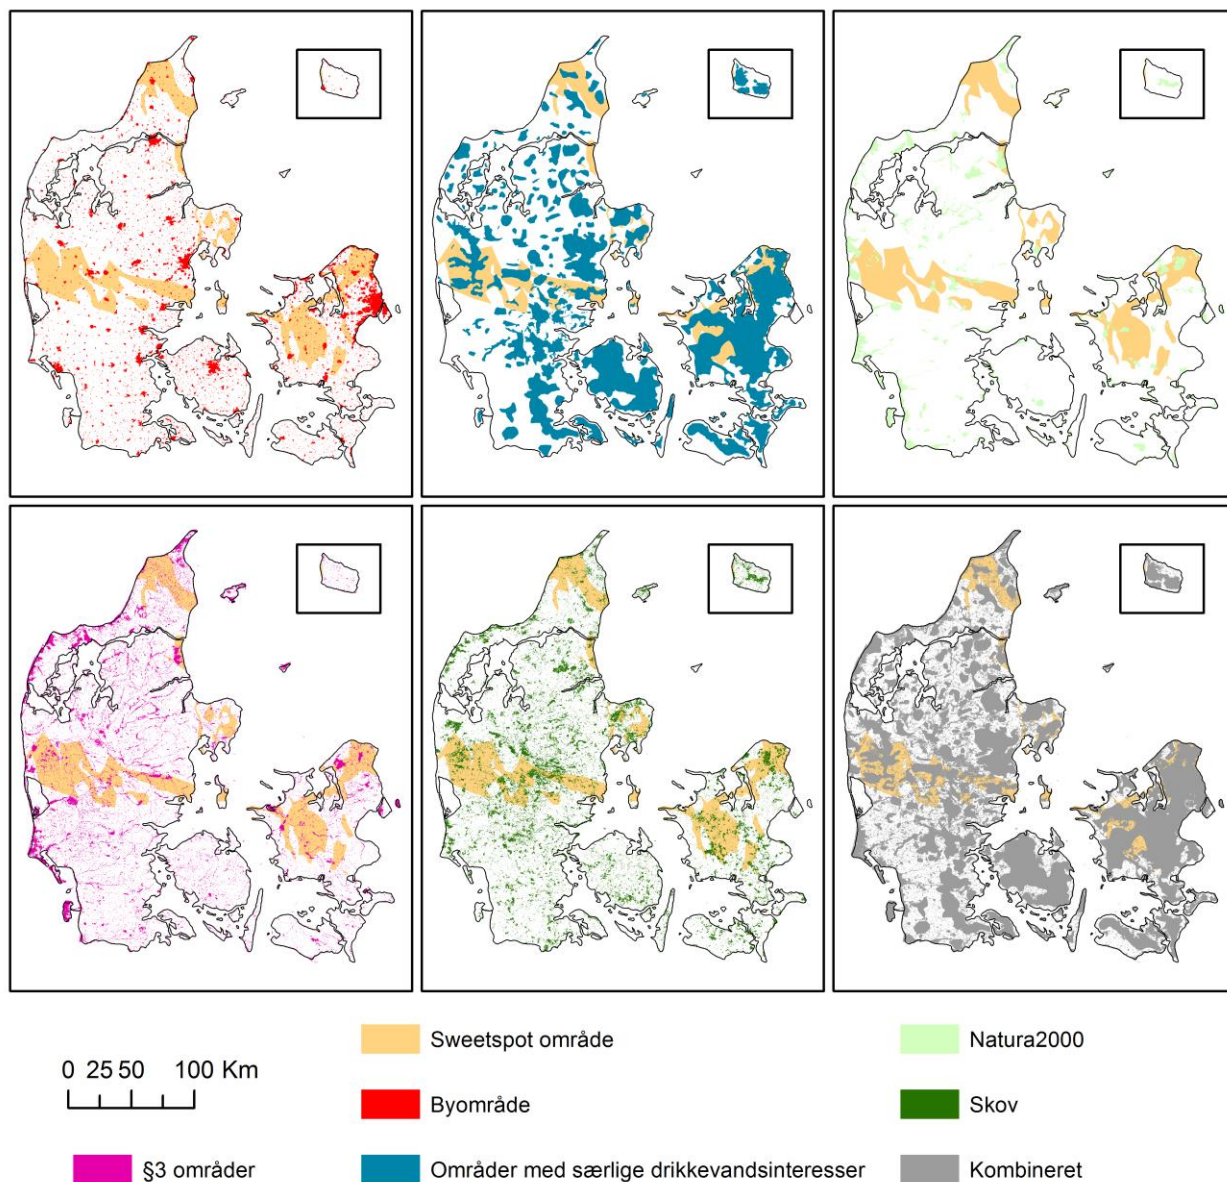 Sweetspot område
Natura2000
0 25 50 100 Km
Byområde
Skov
§3 områder
Områder med særlige drikkevandsinteresser
Kombineret